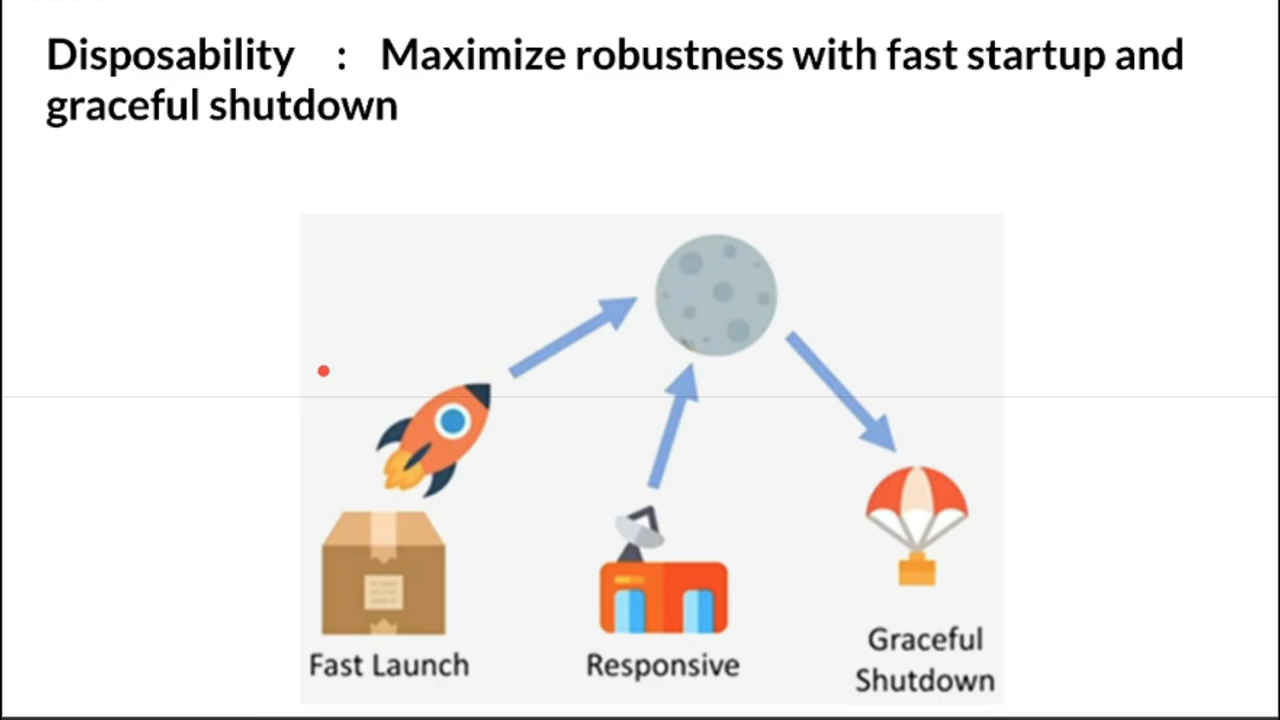 Disposability : Maximize robustness with fast startup and
graceful shutdown
Fast Launch
Responsive
Graceful
Shutdown